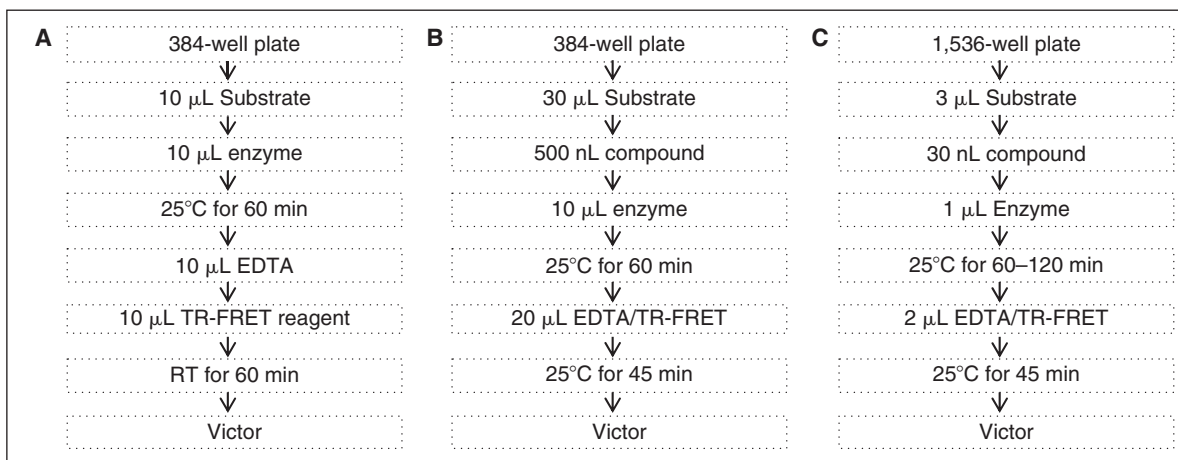 A
384-well plate
10 μL Substrate
10 μL enzyme
25°C for 60 min
10 μL EDTA
10 μL TR-FRET reagent
RT for 60 min
Victor
B
384-well plate
30 μL Substrate
500 nL compound
10 μL enzyme
25°C for 60 min
20 μL EDTA/TR-FRET
25°C for 45 min
Victor
C
1,536-well plate
3 μL Substrate
30 nL compound
1 μL Enzyme
25°C for 60–120 min
2 μL EDTA/TR-FRET
25°C for 45 min
Victor